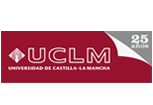 UCLM
UNIVERSIDAD DE CASTILLA-LA MANCHA
25
años